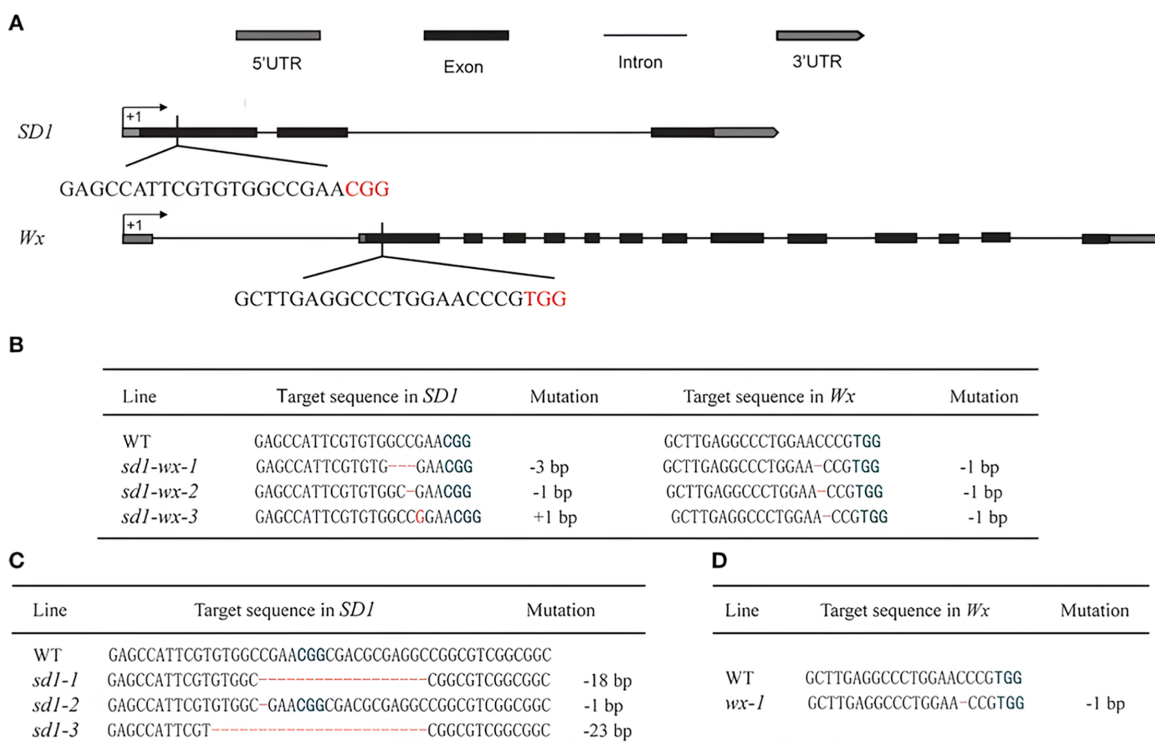 A
5'UTR Exon Intron 3'UTR
+1
SD1
GAGCCATTCGTGTGGCCGAACGG
+1
Wx
GCTTGAGGCCCTGGAACCCGTGG
B
Line Target sequence in SD1 Mutation Target sequence in Wx Mutation
WT GAGCCATTCGTGTGGCCGAACGG GCTTGAGGCCCTGGAACCCGTGG
sd1-wx-1 GAGCCATTCGTGTG---GAACGG -3 bp GCTTGAGGCCCTGGAA-CCGTGG -1 bp
sd1-wx-2 GAGCCATTCGTGTGGC-GAACGG -1 bp GCTTGAGGCCCTGGAA-CCGTGG -1 bp
sd1-wx-3 GAGCCATTCGTGTGGCCGGAACGG +1 bp GCTTGAGGCCCTGGAA-CCGTGG -1 bp
C
Line Target sequence in SD1 Mutation
WT GAGCCATTCGTGTGGCCGAACGGCGACGCGAGGCCGGCGTCGGCGGC
sd1-1 GAGCCATTCGTGTGGC------------------CGGCGTCGGCGGC -18 bp
sd1-2 GAGCCATTCGTGTGGC-GAACGGCGACGCGAGGCCGGCGTCGGCGGC -1 bp
sd1-3 GAGCCATTCGT-----------------------CGGCGTCGGCGGC -23 bp
D
Line Target sequence in Wx Mutation
WT GCTTGAGGCCCTGGAACCCGTGG
wx-1 GCTTGAGGCCCTGGAA-CCGTGG -1 bp